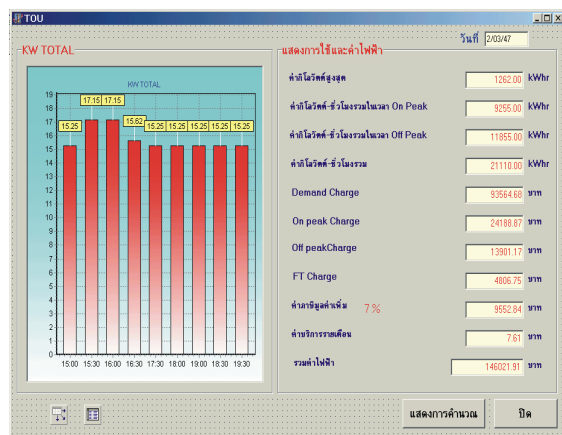 TOU
วันที่ 2/03/47
KW TOTAL
KW TOTAL
19
18
17
16
15
14
13
12
11
10
9
8
7
6
5
4
3
2
1
0
15.25 17.15 17.15 15.62 15.25 15.25 15.25 15.25 15.25
15:00 15:30 16:00 16:30 17:30 18:00 19:00 18:30 19:30
แสดงการใช้และค่าไฟฟ้า
ค่ากิโลวัตต์สูงสุด 1262.00 KWhr
ค่ากิโลวัตต์-ชั่วโมงรวมในเวลา On Peak 9255.00 KWhr
ค่ากิโลวัตต์-ชั่วโมงรวมในเวลา Off Peak 11855.00 KWhr
ค่ากิโลวัตต์-ชั่วโมงรวม 21110.00 KWhr
Demand Charge 93564.68 บาท
On peak Charge 24188.87 บาท
Off peakCharge 13901.17 บาท
FT Charge 4806.75 บาท
ค่าภาษีมูลค่าเพิ่ม 7 % 9552.84 บาท
ค่าบริการรายเดือน 7.61 บาท
รวมค่าไฟฟ้า 146021.91 บาท
แสดงการคำนวณ ปิด